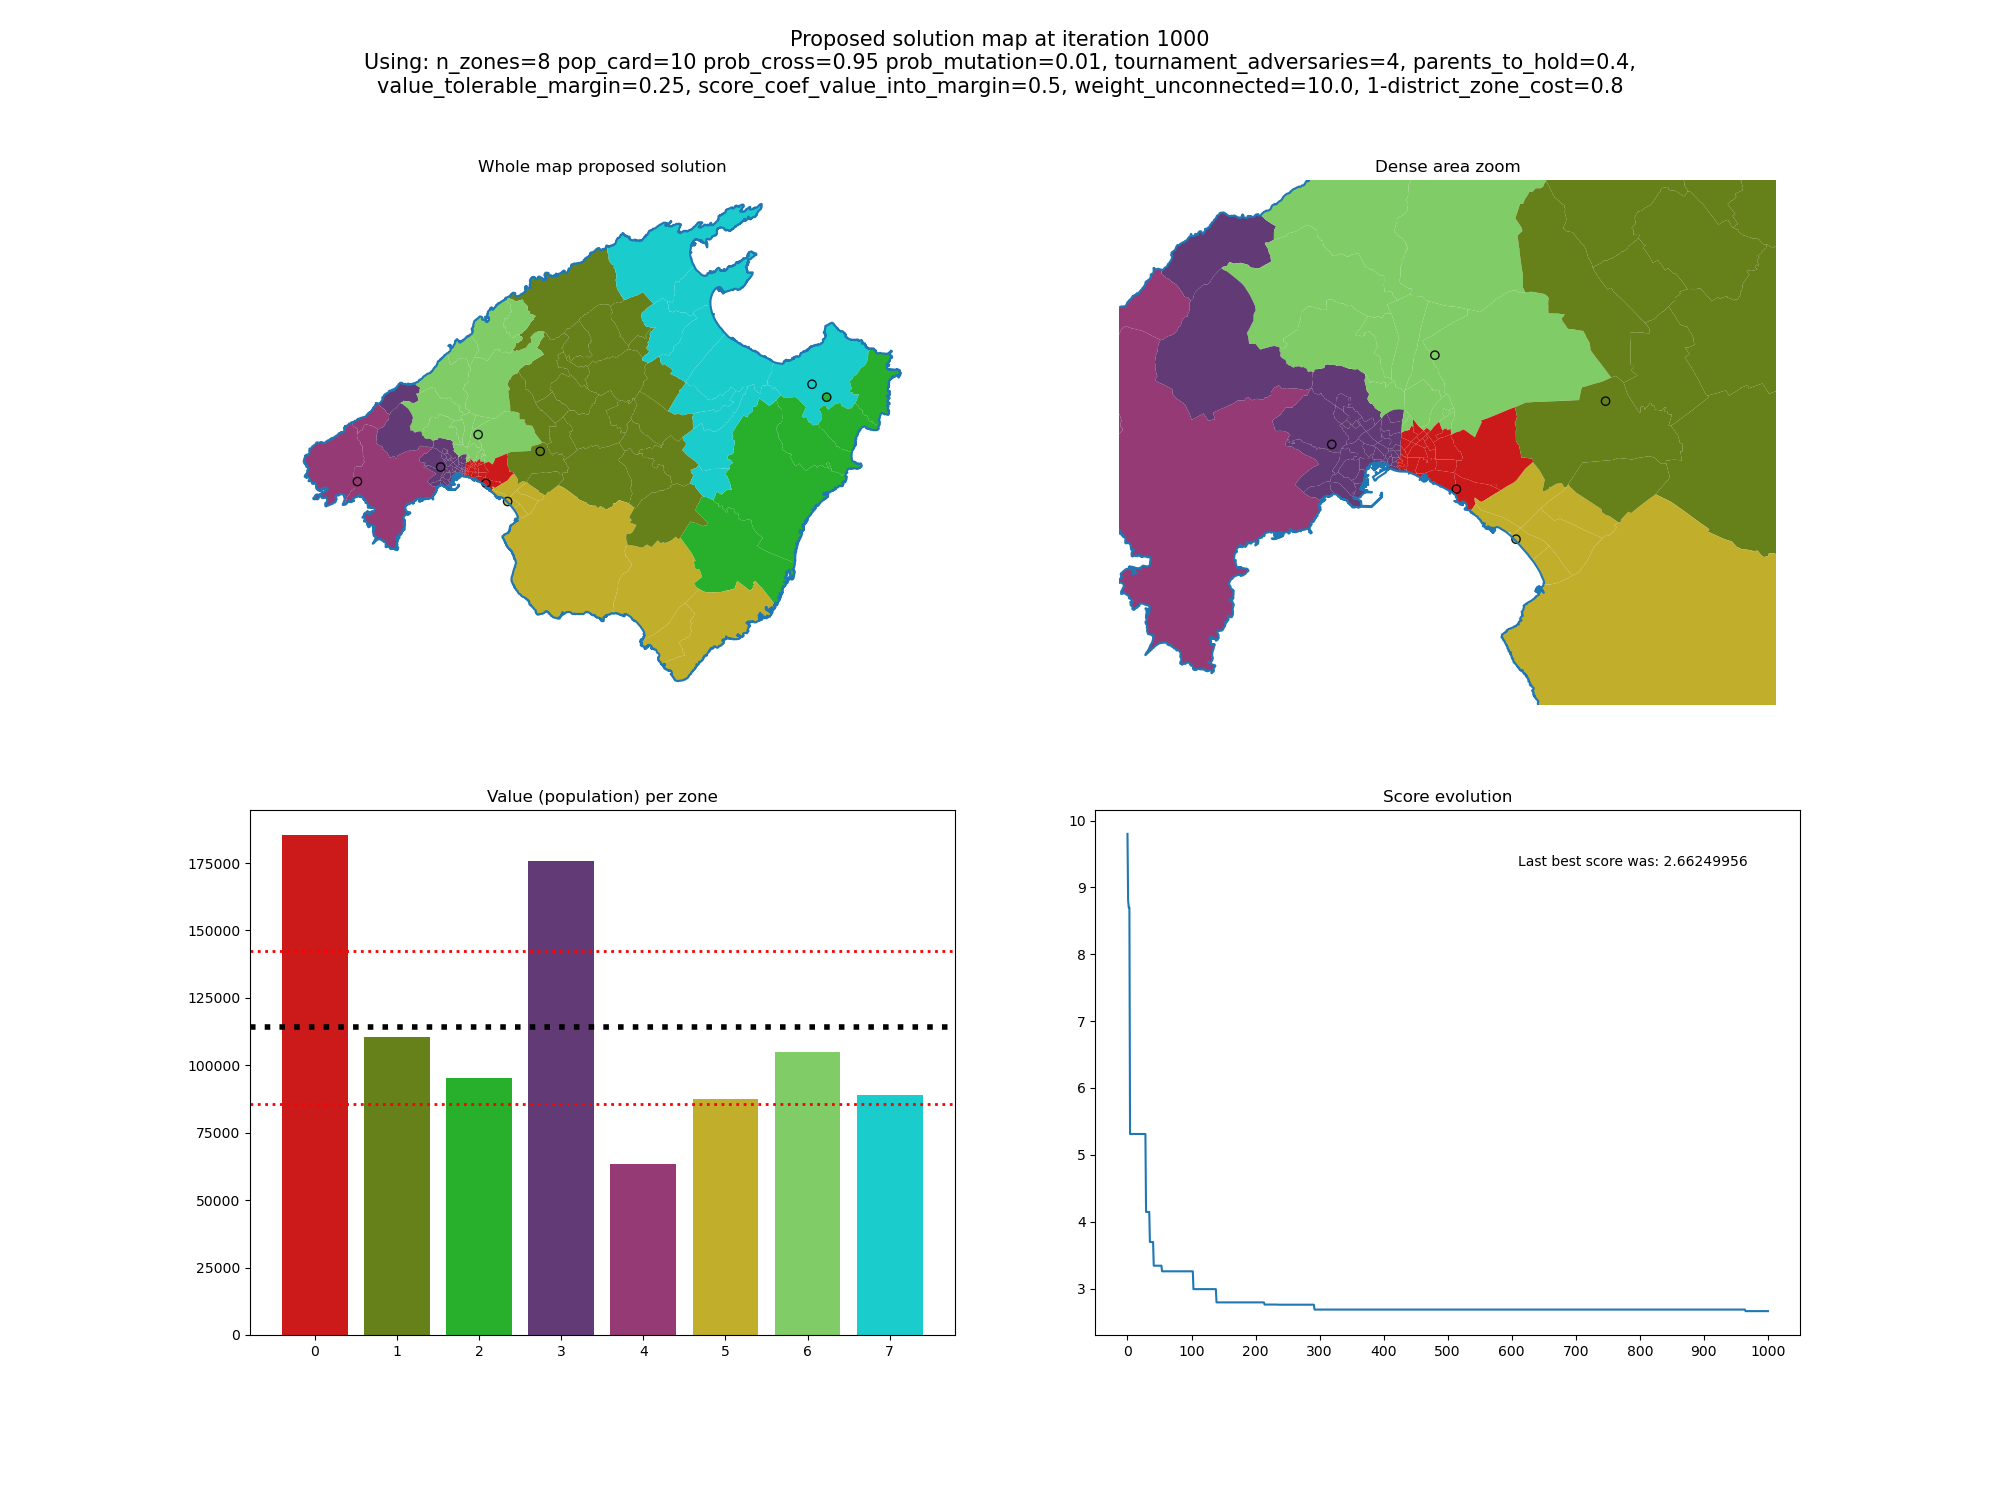 Proposed solution map at iteration 1000
Using: n_zones=8 pop_card=10 prob_cross=0.95 prob_mutation=0.01, tournament_adversaries=4, parents_to_hold=0.4,
value_tolerable_margin=0.25, score_coef_value_into_margin=0.5, weight_unconnected=10.0, 1-district_zone_cost=0.8
Whole map proposed solution
Dense area zoom
Value (population) per zone
175000
150000
125000
100000
75000
50000
25000
0
0 1 2 3 4 5 6 7
Score evolution
Last best score was: 2.66249956
10
9
8
7
6
5
4
3
0 100 200 300 400 500 600 700 800 900 1000